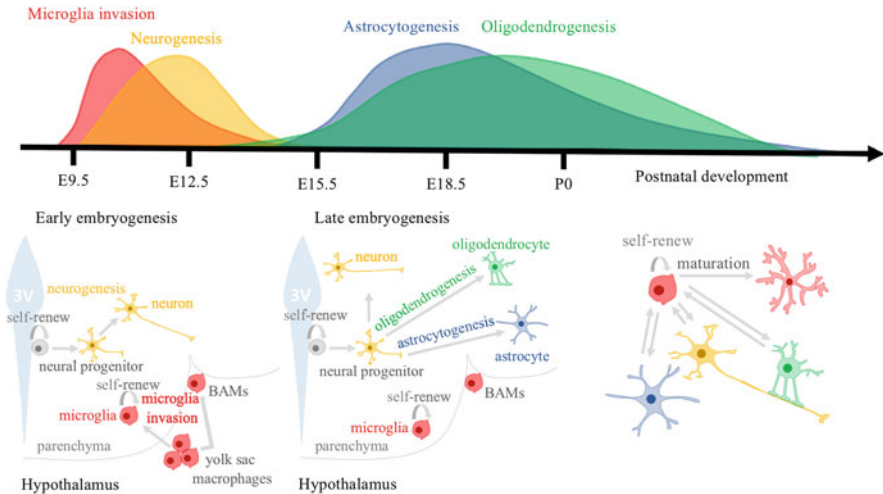 Microglia invasion
Neurogenesis
Astrocytogenesis
Oligodendrogenesis
E9.5
E12.5
E15.5
E18.5
P0
Postnatal development
Early embryogenesis
Late embryogenesis
3V
neurogenesis
neuron
self-renew
neural progenitor
self-renew
BAMs
microglia
microglia
invasion
parenchyma
yolk sac
macrophages
Hypothalamus
3V
neuron
oligodendrocyte
oligodendrogenesis
self-renew
astrocytogenesis
astrocyte
neural progenitor
self-renew
BAMs
microglia
parenchyma
Hypothalamus
self-renew
maturation